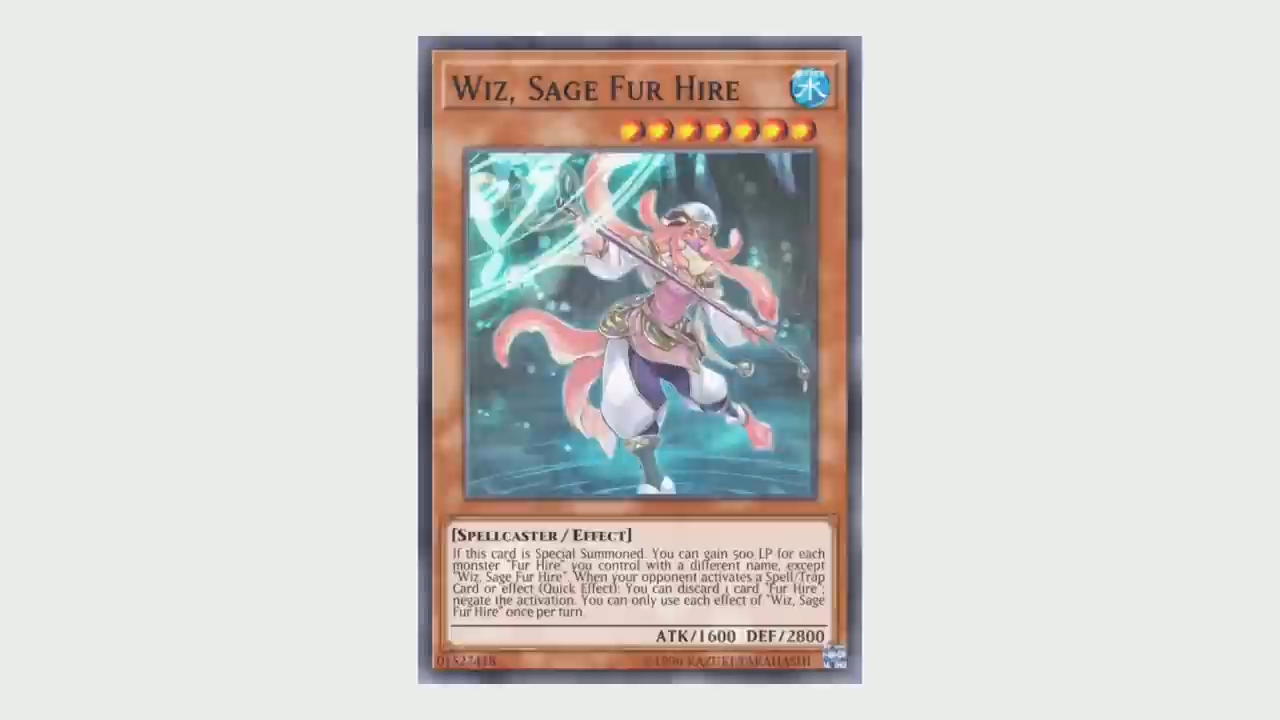 Wiz, Sage Fur Hire
水
[Spellcaster / Effect]
If this card is Special Summoned. You can gain 500 LP for each
monster "Fur Hire" you control with a different name, except
"Wiz, Sage Fur Hire". When your opponent activates a Spell/Trap
Card or effect (Quick Effect): You can discard 1 card "Fur Hire";
negate the activation. You can only use each effect of "Wiz, Sage
Fur Hire" once per turn.
ATK/1600 DEF/2800
©1996 KAZUKI TAKAHASHI